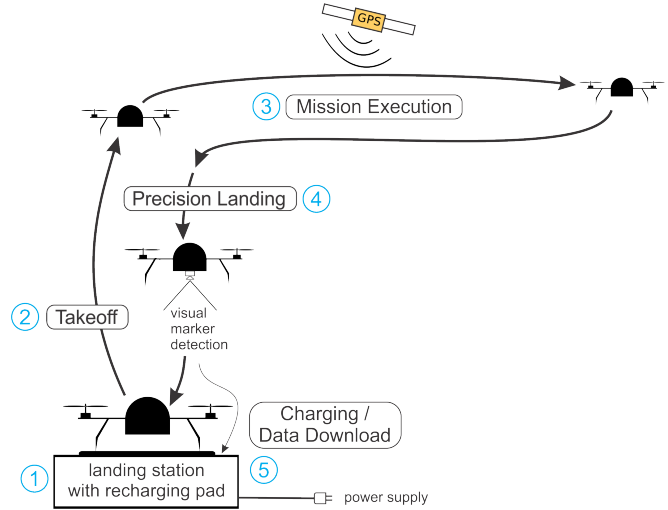 GPS
3 Mission Execution
Precision Landing 4
2 Takeoff
visual
marker
detection
Charging /
Data Download
5
1
landing station
with recharging pad
power supply